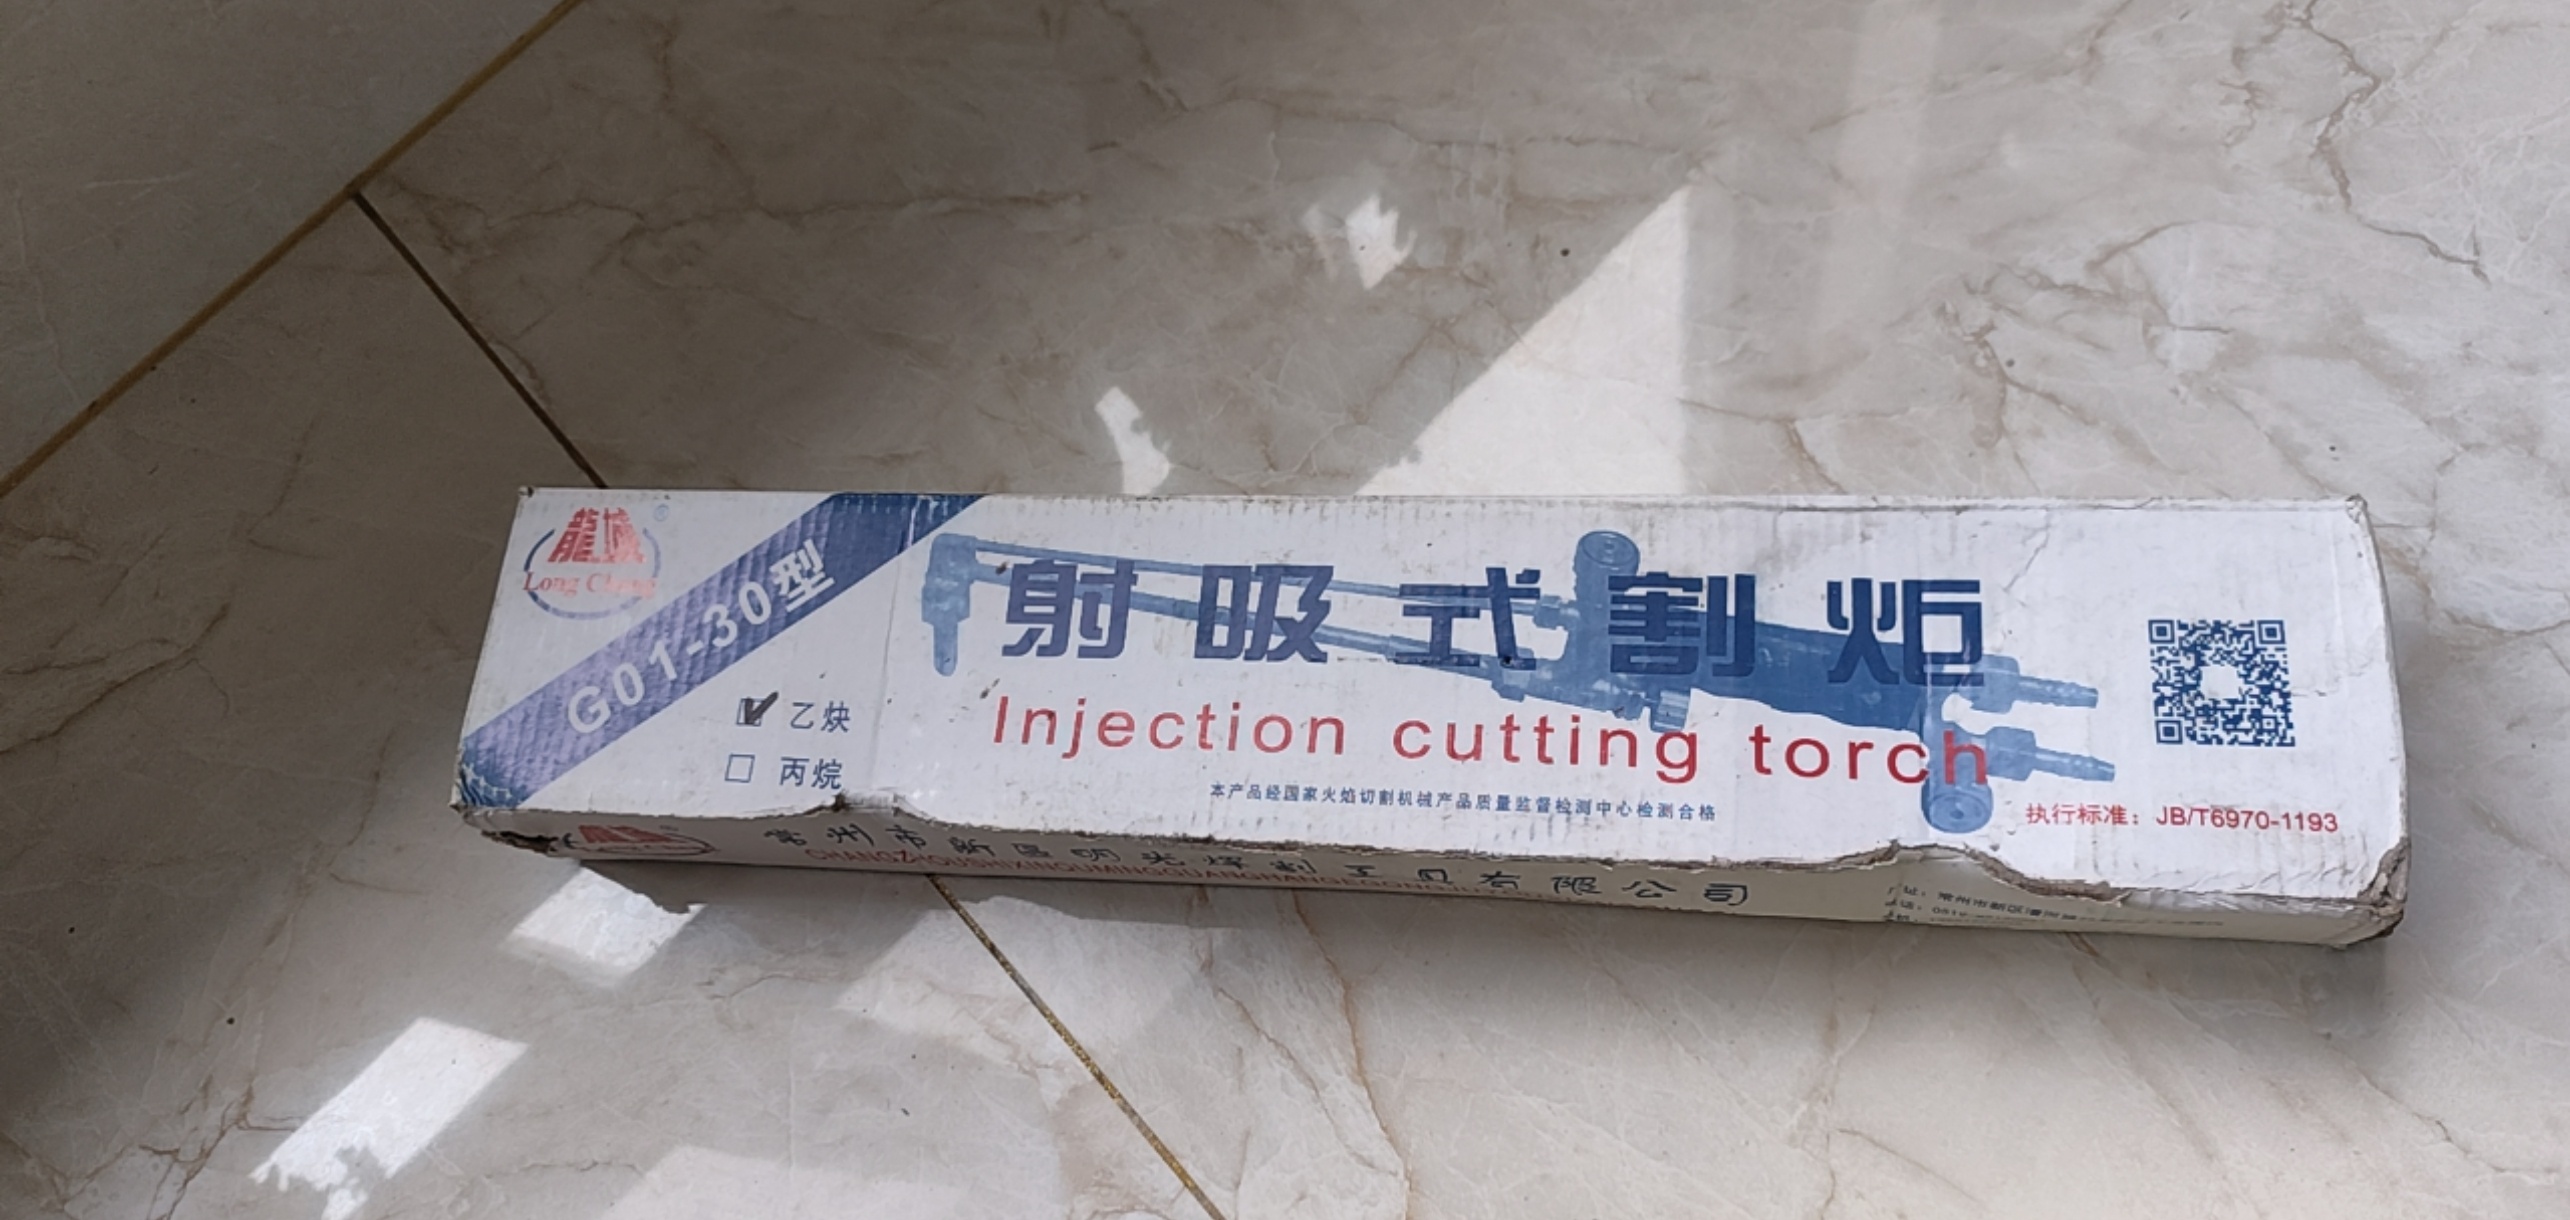 龍城
®
Long Cheng
G01-30型
乙炔
丙烷
射吸式割炬
Injection cutting torch
本产品经国家火焰切割机械产品质量监督检测中心检测合格
执行标准：JB/T6970-1193
常州市新区明光焊割工具有限公司